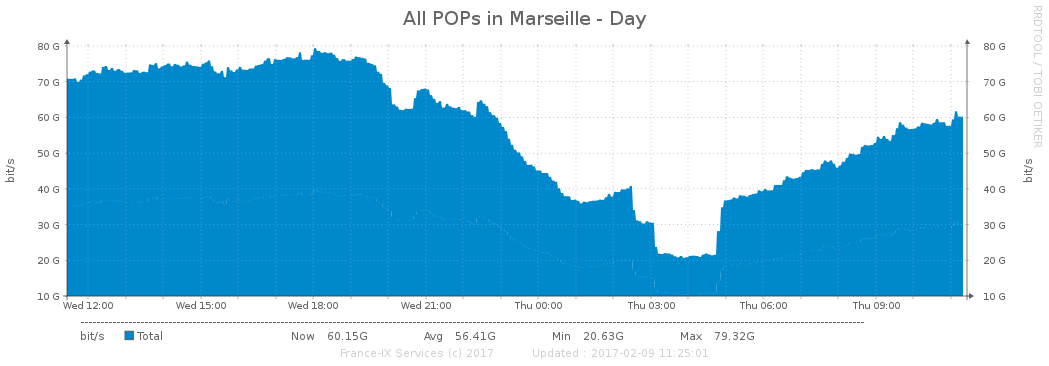 All POPs in Marseille - Day
RRDTOOL / TOBI OETIKER
80 G 80 G
70 G 70 G
60 G 60 G
50 G 50 G
40 G 40 G
30 G 30 G
20 G 20 G
10 G 10 G
bit/s
bit/s
Wed 12:00 Wed 15:00 Wed 18:00 Wed 21:00 Thu 00:00 Thu 03:00 Thu 06:00 Thu 09:00
bit/s Total Now 60.15G Avg 56.41G Min 20.63G Max 79.32G
France-IX Services (c) 2017 Updated : 2017-02-09 11:25:01